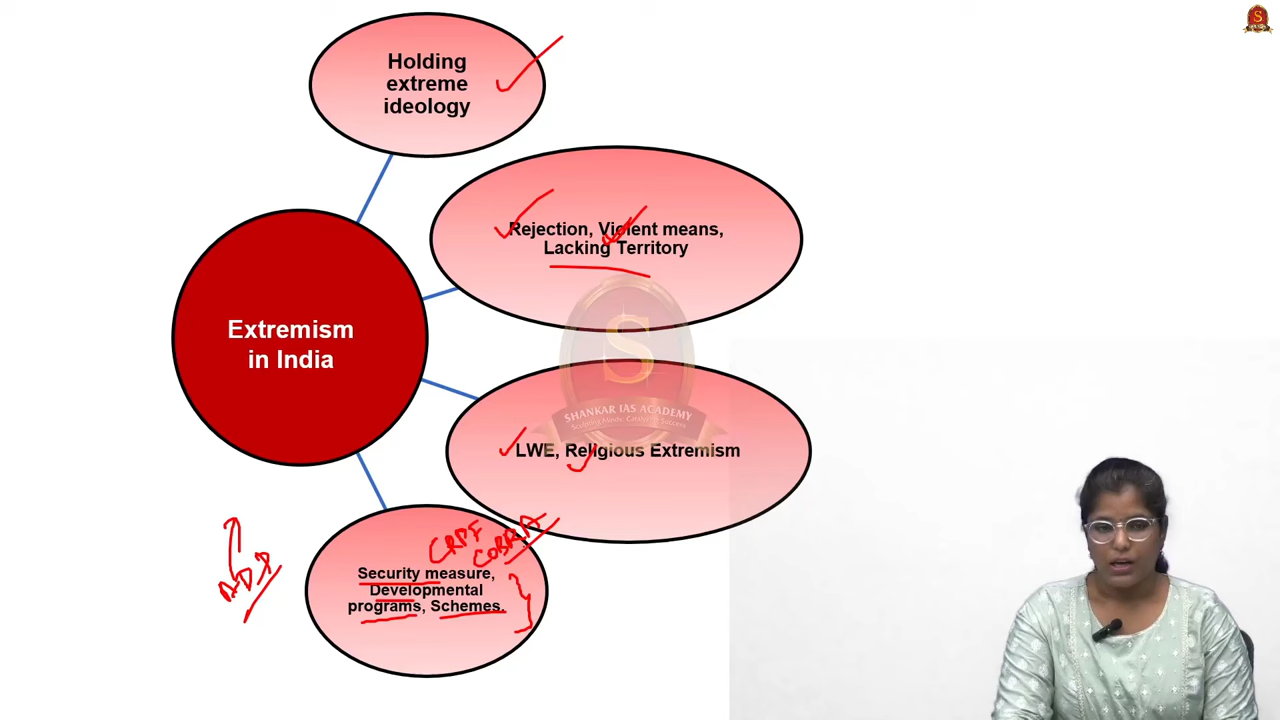 Holding
extreme
ideology
Rejection, Violent means,
Lacking Territory
Extremism
in India
S
SHANKAR IAS ACADEMY
LWE, Religious Extremism
CRPF
COBRA
Security measure,
Developmental
programs, Schemes.